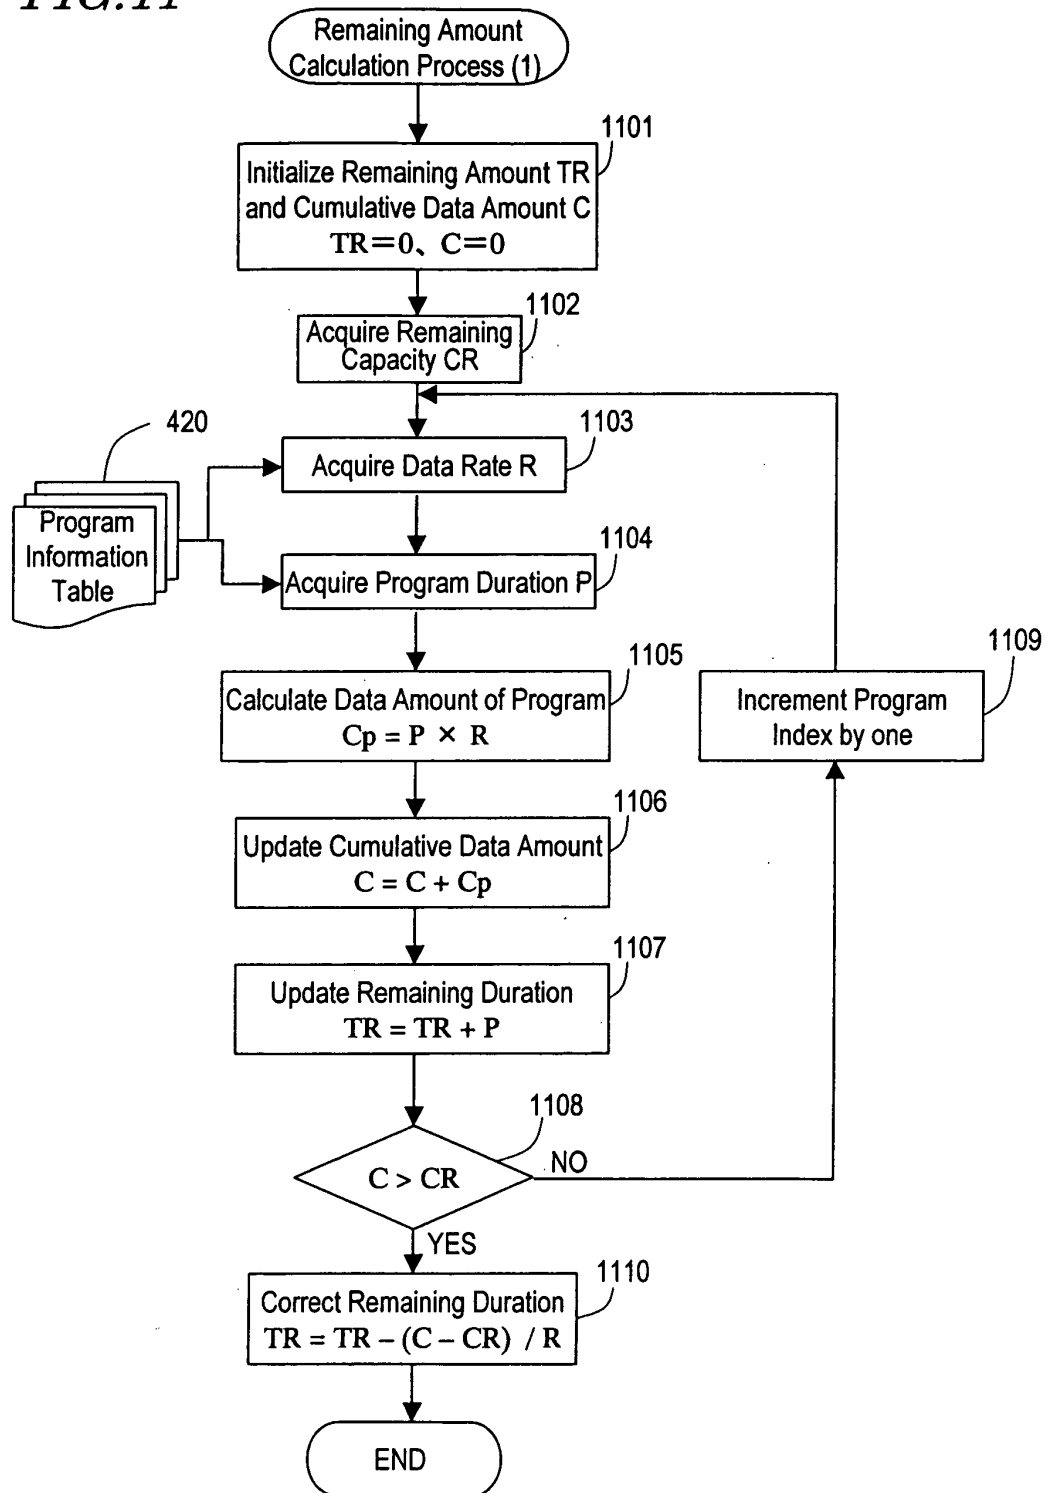 FIG.11
Remaining Amount
Calculation Process (1)
1101
Initialize Remaining Amount TR
and Cumulative Data Amount C
TR=0、C=0
1102
Acquire Remaining
Capacity CR
420
1103
Acquire Data Rate R
Program
Information
Table
1104
Acquire Program Duration P
1105
Calculate Data Amount of Program
Cp = P × R
1109
Increment Program
Index by one
1106
Update Cumulative Data Amount
C = C + Cp
1107
Update Remaining Duration
TR = TR + P
1108
C > CR
NO
YES
1110
Correct Remaining Duration
TR = TR – (C – CR) / R
END